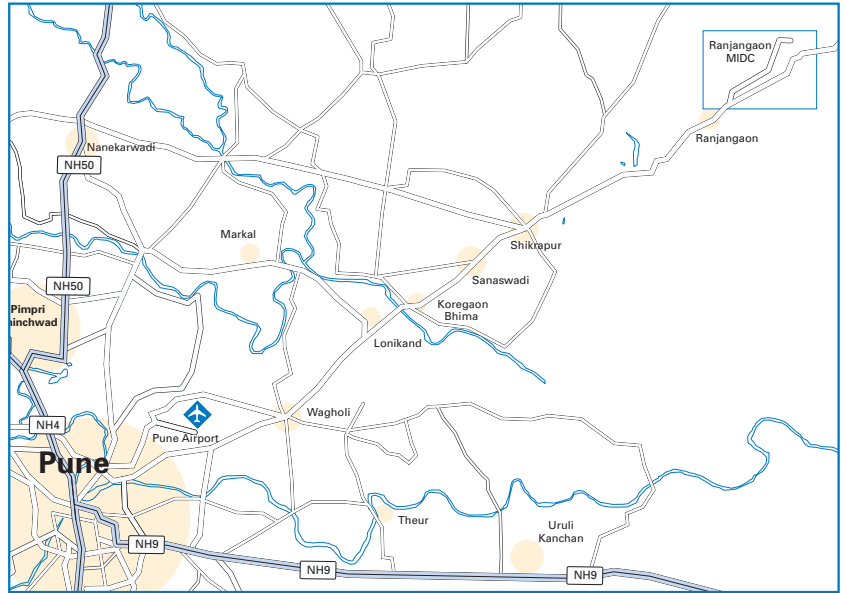 Ranjangaon
MIDC
Ranjangaon
Nanekarwadi
NH50
Markal
Shikrapur
Sanaswadi
NH50
Koregaon
Bhima
Pimpri
hinchwad
Lonikand
Wagholi
NH4
Pune Airport
Pune
Theur
Uruli
Kanchan
NH9
NH9
NH9